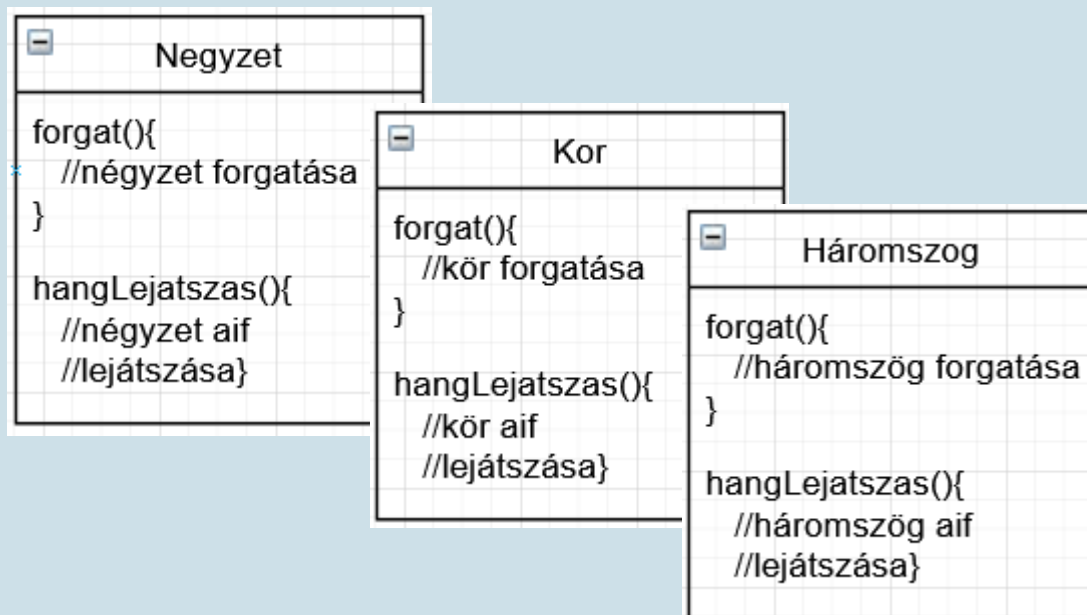 Negyzet
forgat(){
//négyzet forgatása
}
hangLejatszas(){
//négyzet aif
//lejátszása}
Kor
forgat(){
//kör forgatása
}
hangLejatszas(){
//kör aif
//lejátszása}
Háromszog
forgat(){
//háromszög forgatása
}
hangLejatszas(){
//háromszög aif
//lejátszása}